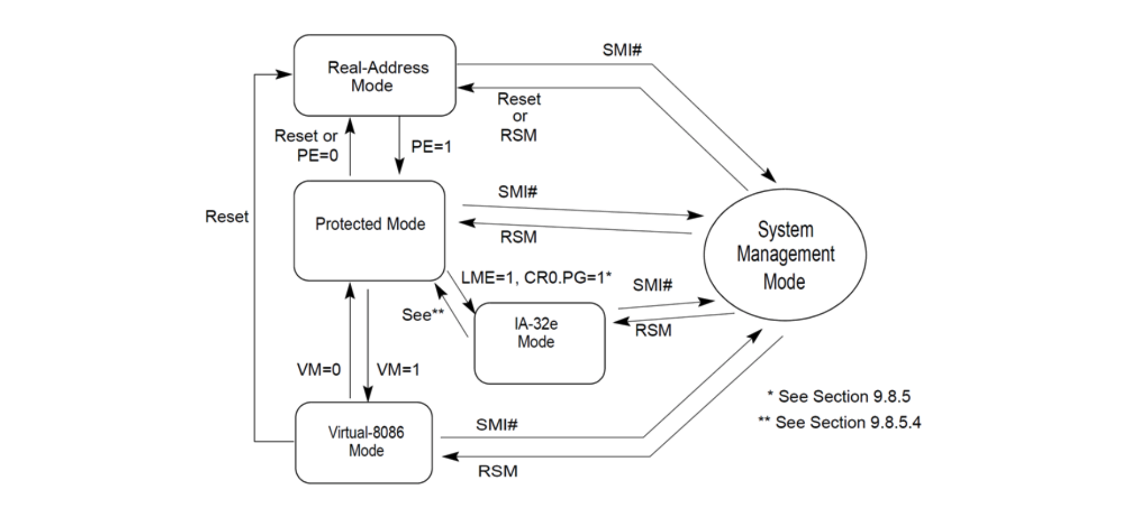 SMI#
Real-Address
Mode
Reset
or
RSM
Reset or
PE=0
PE=1
SMI#
Reset
Protected Mode
RSM
System
Management
Mode
LME=1, CR0.PG=1*
SMI#
See**
IA-32e
Mode
RSM
VM=0
VM=1
* See Section 9.8.5
** See Section 9.8.5.4
SMI#
Virtual-8086
Mode
RSM